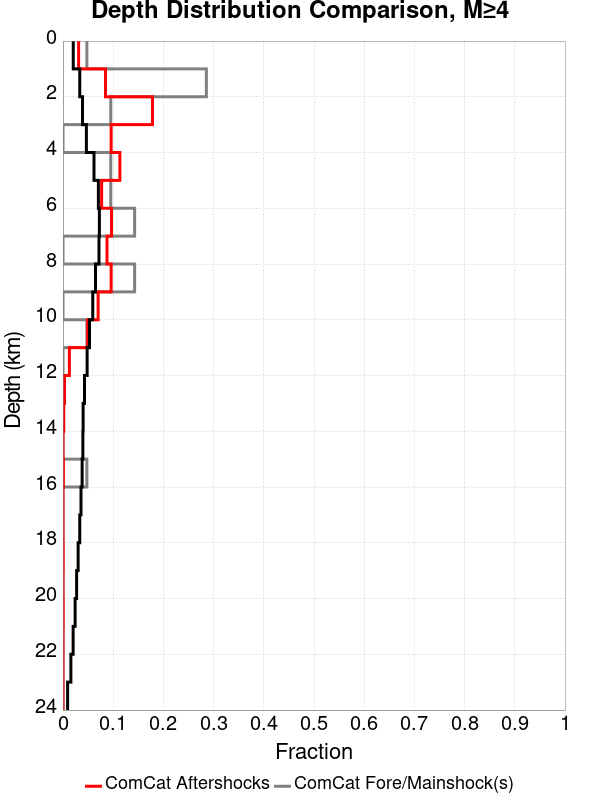 Depth Distribution Comparison, M≥4
0
2
4
6
8
10
12
14
16
18
20
22
24
Depth (km)
0 0.1 0.2 0.3 0.4 0.5 0.6 0.7 0.8 0.9 1
Fraction
ComCat Aftershocks ComCat Fore/Mainshock(s)